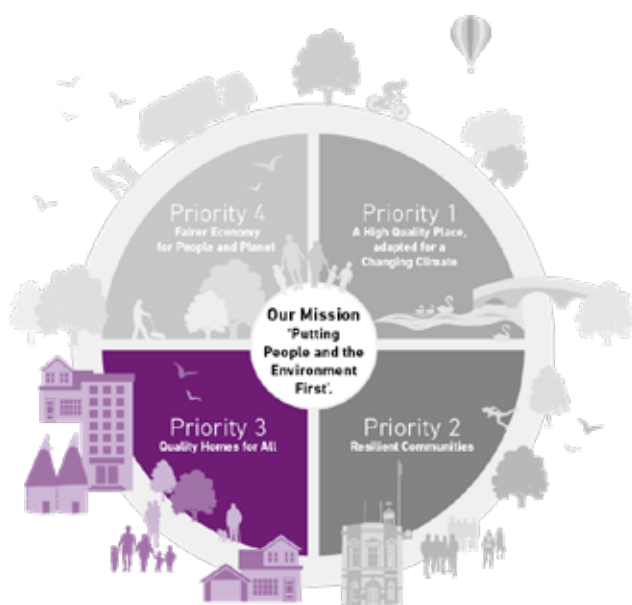 Priority 4
Fairer Economy
for People and Planet
Priority 1
A High Quality Place,
adapted for a
Changing Climate
Our Mission
'Putting
People and the
Environment
First'.
Priority 3
Quality Homes for All
Priority 2
Resilient Communities